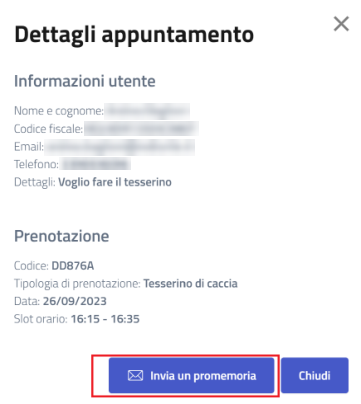 Dettagli appuntamento
Informazioni utente
Nome e cognome:
Codice fiscale:
Email:
Telefono:
Dettagli: Voglio fare il tesserino
Prenotazione
Codice: DD876A
Tipologia di prenotazione: Tesserino di caccia
Data: 26/09/2023
Slot orario: 16:15 - 16:35
Invia un promemoria
Chiudi